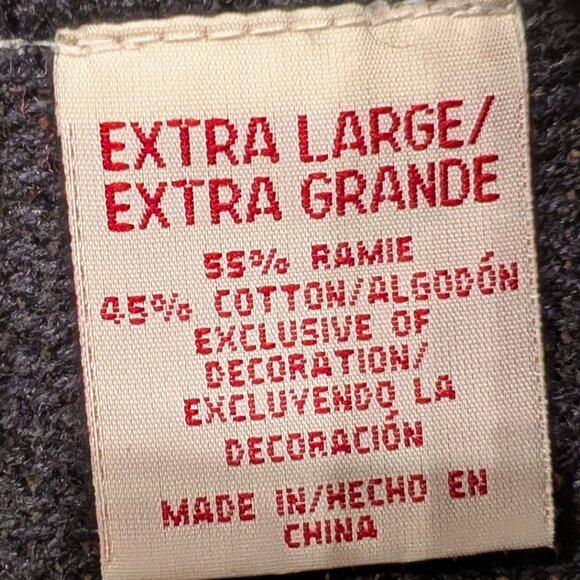 EXTRA LARGE/
EXTRA GRANDE
55% RAMIE
45% COTTON/ALGODÓN
EXCLUSIVE OF
DECORATION/
EXCLUYENDO LA
DECORACIÓN
MADE IN/HECHO EN
CHINA